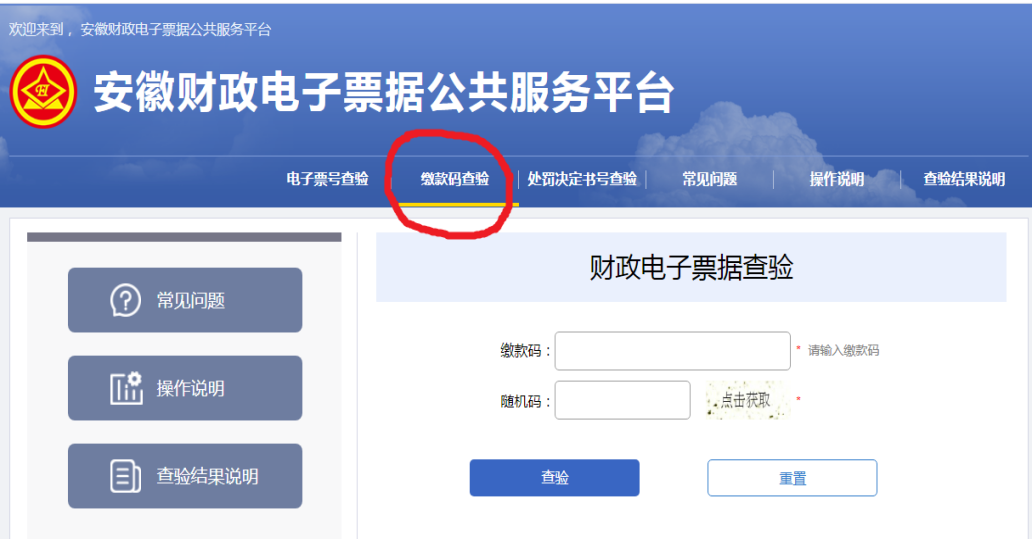 欢迎来到，安徽财政电子票据公共服务平台
安徽财政电子票据公共服务平台
电子票号查验 缴款码查验 处罚决定书号查验 常见问题 操作说明 查验结果说明
常见问题
操作说明
查验结果说明
财政电子票据查验
缴款码：
* 请输入缴款码
随机码：
点击获取 *
查验 重置